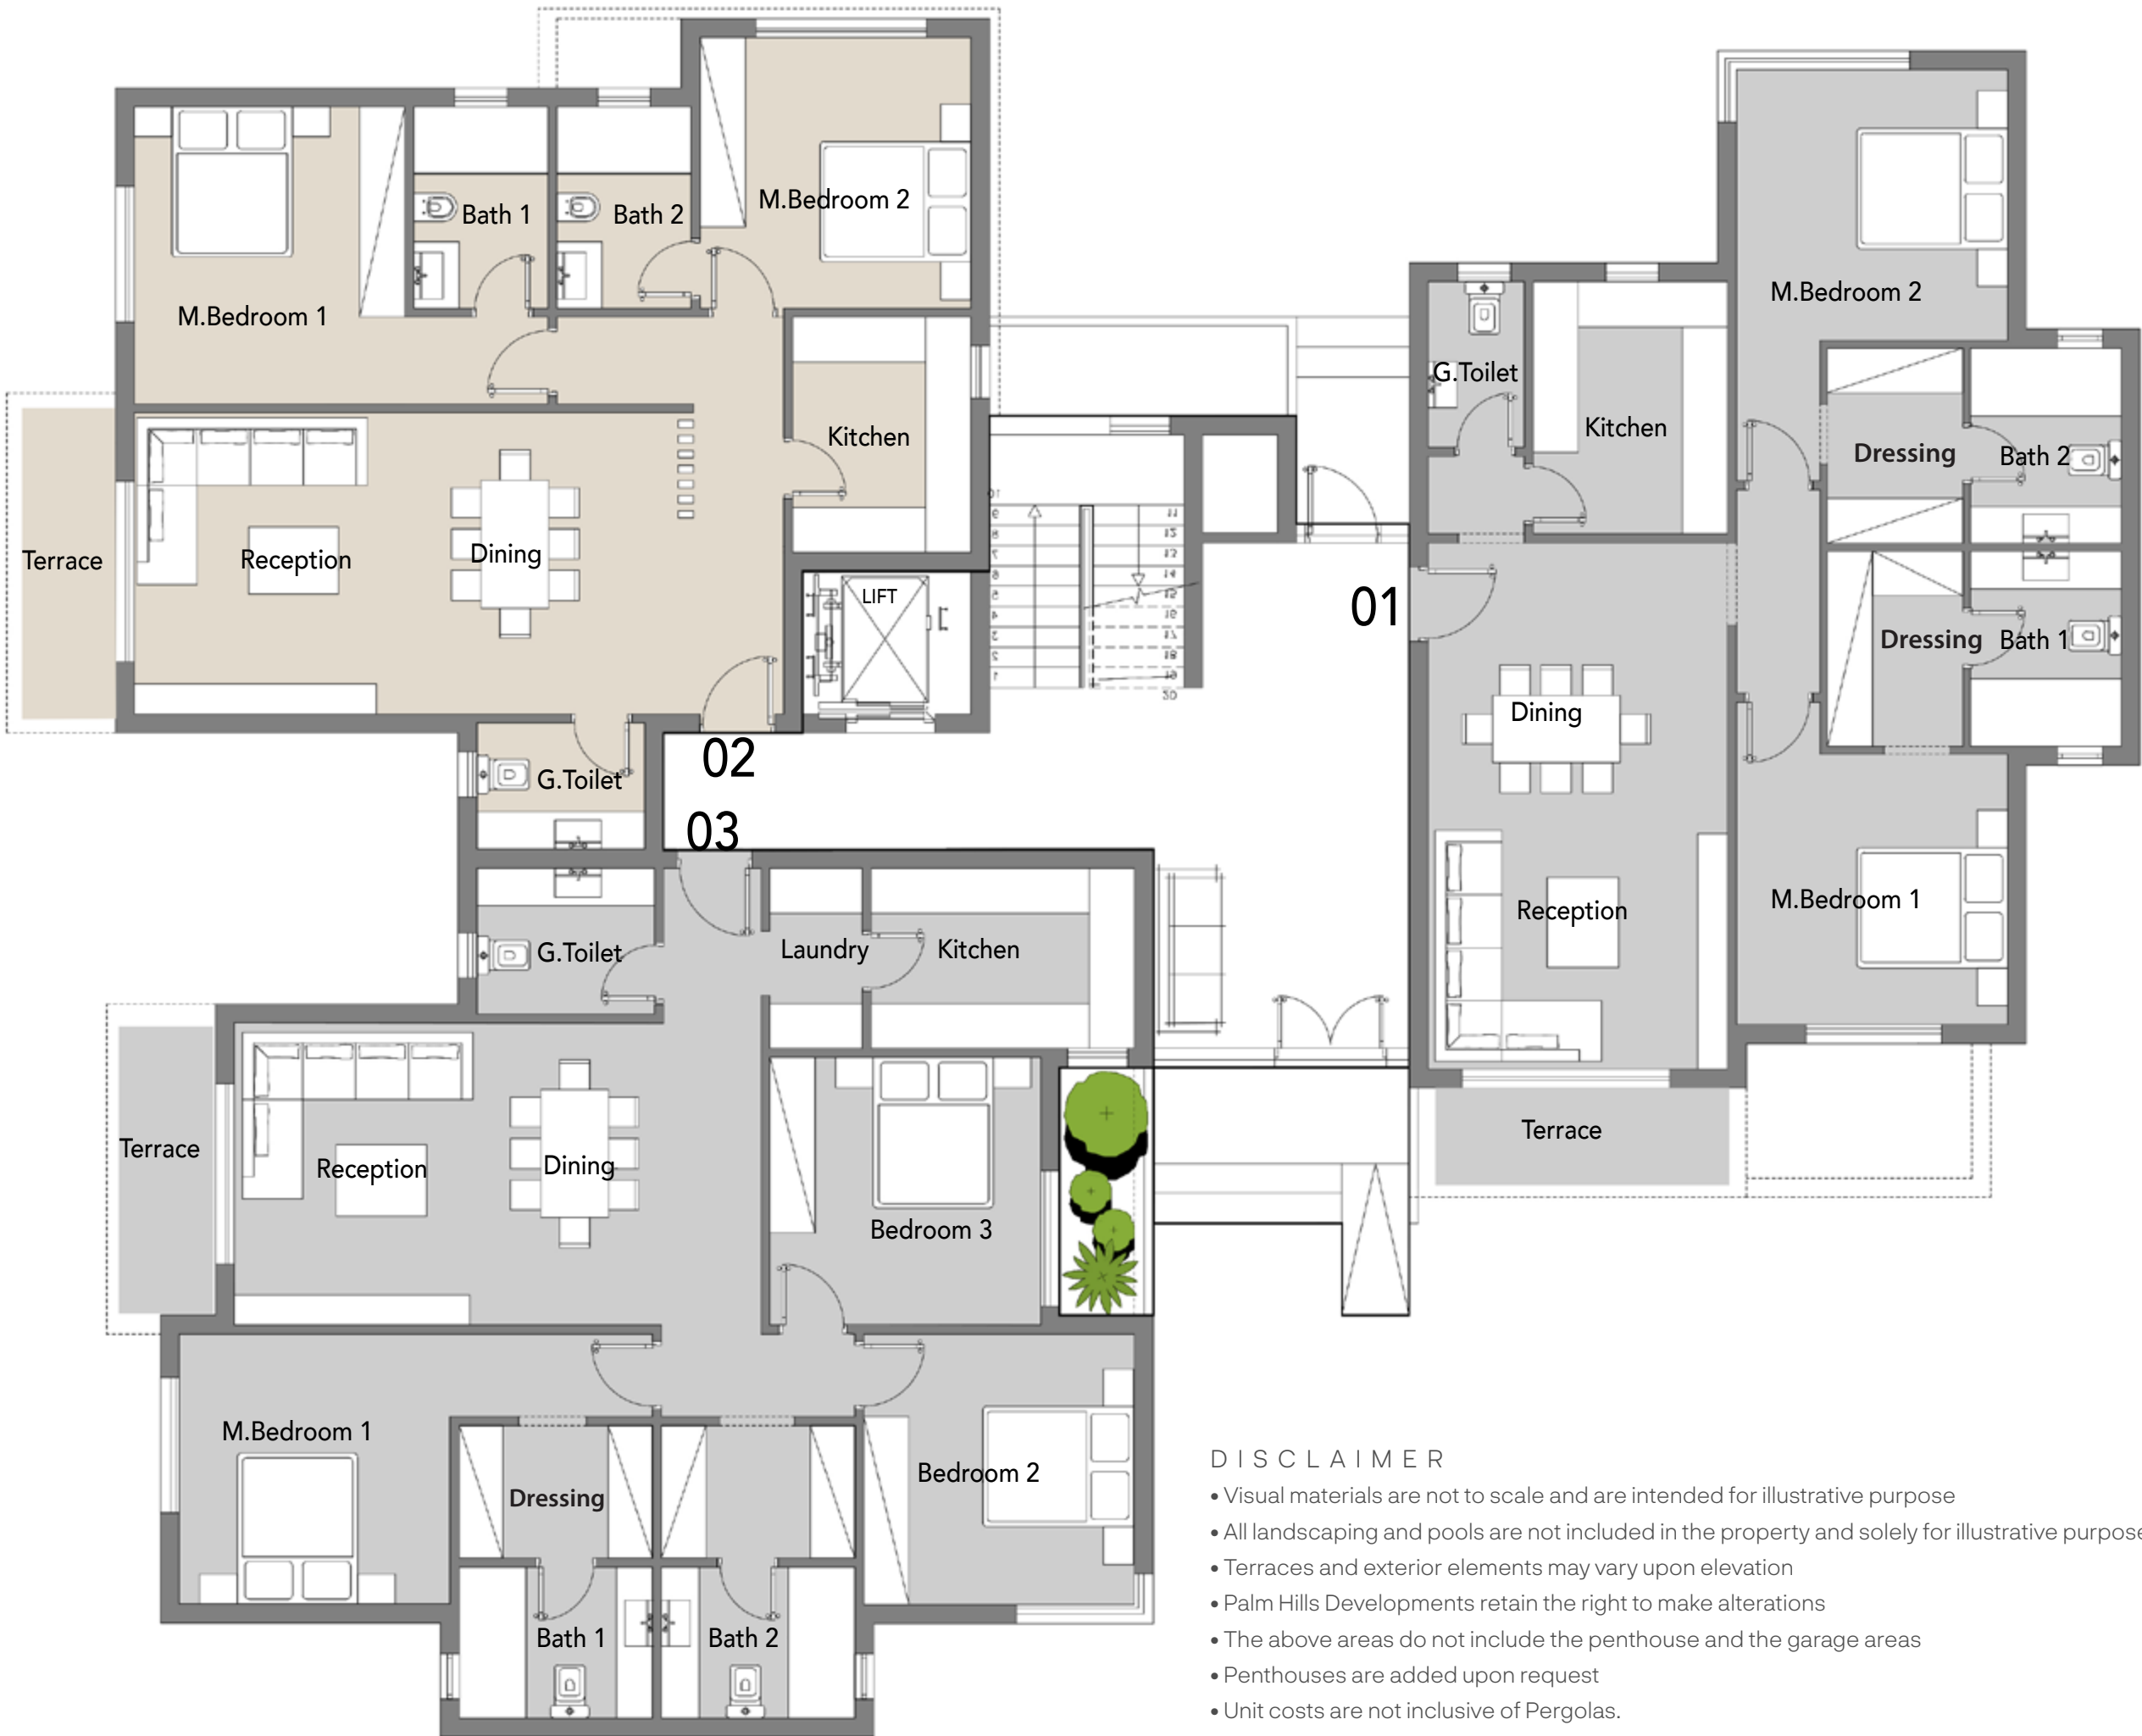 M.Bedroom 2
Bath 1
Bath 2
M.Bedroom 1
Kitchen
Terrace
Reception
Dining
LIFT
02
G.Toilet
M.Bedroom 2
G.Toilet
Kitchen
Dressing
Bath 2
01
Dressing
Bath 1
Dining
Reception
M.Bedroom 1
Terrace
03
G.Toilet
Laundry
Kitchen
Terrace
Reception
Dining
Bedroom 3
M.Bedroom 1
Dressing
Bedroom 2
Bath 1
Bath 2
DISCLAIMER
• Visual materials are not to scale and are intended for illustrative purpose
• All landscaping and pools are not included in the property and solely for illustrative purpose
• Terraces and exterior elements may vary upon elevation
• Palm Hills Developments retain the right to make alterations
• The above areas do not include the penthouse and the garage areas
• Penthouses are added upon request
• Unit costs are not inclusive of Pergolas.